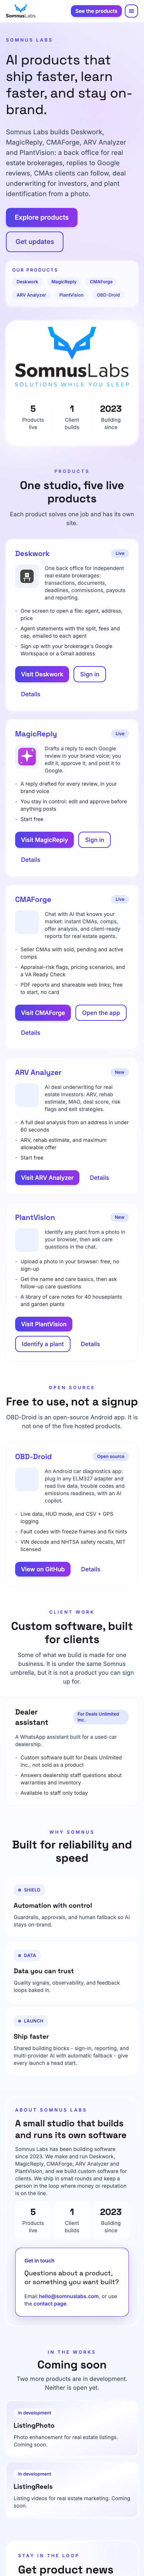 SomnusLabs
See the products
SOMNUS LABS
AI products that
ship faster, learn
faster, and stay on-
brand.
Somnus Labs builds Deskwork,
MagicReply, CMAForge, ARV Analyzer
and PlantVision: a back office for real
estate brokerages, replies to Google
reviews, CMAs clients can follow, deal
underwriting for investors, and plant
identification from a photo.
Explore products
Get updates
OUR PRODUCTS
Deskwork
MagicReply
CMAForge
ARV Analyzer
PlantVision
OBD-Droid
SomnusLabs
SOLUTIONS WHILE YOU SLEEP
5
Products
live
1
Client
builds
2023
Building
since
PRODUCTS
One studio, five live
products
Each product solves one job and has its own
site.
Deskwork
Live
One back office for independent
real estate brokerages:
transactions, documents,
deadlines, commissions, payouts
and reporting.
- One screen to open a file: agent, address,
price
- Agent statements with the split, fees and
cap, emailed to each agent
- Sign up with your brokerage's Google
Workspace or a Gmail address
Visit Deskwork
Sign in
Details
MagicReply
Live
Drafts a reply to each Google
review in your brand voice; you
edit it, approve it, and post it to
Google.
- A reply drafted for every review, in your
brand voice
- You stay in control: edit and approve before
anything posts
- Start free
Visit MagicReply
Sign in
Details
CMAForge
Live
Chat with AI that knows your
market: instant CMAs, comps,
offer analysis, and client-ready
reports for real estate agents.
- Seller CMAs with sold, pending and active
comps
- Appraisal-risk flags, pricing scenarios, and
a VA Ready Check
- PDF reports and shareable web links; free
to start, no card
Visit CMAForge
Open the app
Details
ARV Analyzer
New
AI deal underwriting for real
estate investors: ARV, rehab
estimate, MAO, deal score, risk
flags and exit strategies.
- A full deal analysis from an address in under
60 seconds
- ARV, rehab estimate, and maximum
allowable offer
- Start free
Visit ARV Analyzer
Details
PlantVision
New
Identify any plant from a photo in
your browser, then ask care
questions in the chat.
- Upload a photo in your browser: free, no
sign-up
- Get the name and care basics, then ask
follow-up care questions
- A library of care notes for 40 houseplants
and garden plants
Visit PlantVision
Identify a plant
Details
OPEN SOURCE
Free to use, not a signup
OBD-Droid is an open-source Android app. It is
not one of the five hosted products.
OBD-Droid
Open source
An Android car diagnostics app:
plug in any ELM327 adapter and
read live data, trouble codes and
emissions readiness, with an AI
copilot.
- Live data, HUD mode, and CSV + GPS
logging
- Fault codes with freeze frames and fix hints
- VIN decode and NHTSA safety recalls, MIT
licensed
View on GitHub
Details
CLIENT WORK
Custom software, built
for clients
Some of what we build is made for one
business. It is under the same Somnus
umbrella, but it is not a product you can sign
up for.
Dealer
assistant
For Deals Unlimited
Inc.
A WhatsApp assistant built for a used-car
dealership.
- Custom software built for Deals Unlimited
Inc., not sold as a product
- Answers dealership staff questions about
warranties and inventory
- Available to staff only today
WHY SOMNUS
Built for reliability and
speed
SHIELD
Automation with control
Guardrails, approvals, and human fallback so AI
stays on-brand.
DATA
Data you can trust
Quality signals, observability, and feedback
loops baked in.
LAUNCH
Ship faster
Shared building blocks - sign-in, reporting, and
multi-provider AI with automatic fallback - give
every launch a head start.
ABOUT SOMNUS LABS
A small studio that builds
and runs its own software
Somnus Labs has been building software
since 2023. We make and run Deskwork,
MagicReply, CMAForge, ARV Analyzer and
PlantVision, and we build custom software for
clients. We ship in small rounds and keep a
person in the loop where money or reputation
is on the line.
5
Products
live
1
Client
builds
2023
Building
since
Get in touch
Questions about a product,
or something you want built?
Email hello@somnuslabs.com, or use
the contact page.
IN THE WORKS
Coming soon
Two more products are in development.
Neither is open yet.
In development
ListingPhoto
Photo enhancement for real estate listings.
Coming soon.
In development
ListingReels
Listing videos for real estate marketing. Coming
soon.
STAY IN THE LOOP
Get product news